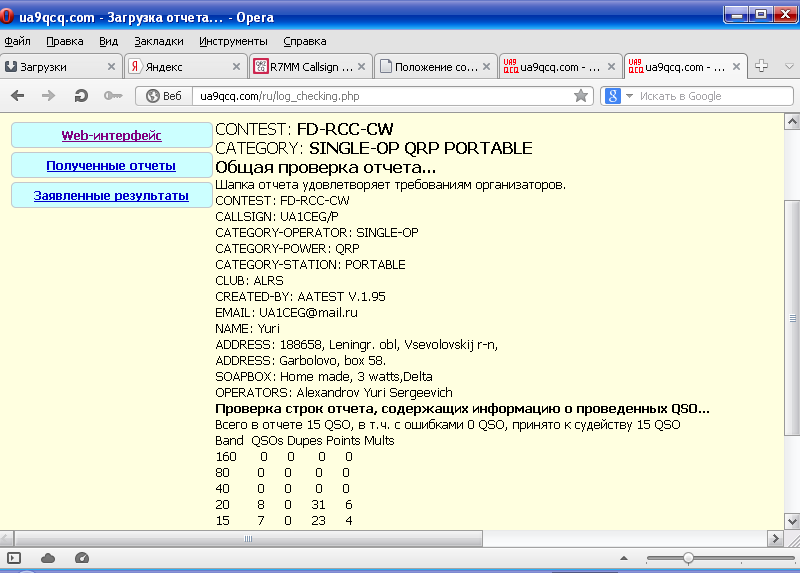 ua9qcq.com - Загрузка отчета... - Opera
Файл Правка Вид Закладки Инструменты Справка
Загрузки
Яндекс
R7MM Callsign ...
Положение со...
ua9qcq.com - ...
ua9qcq.com - ...
Веб
ua9qcq.com/ru/log_checking.php
Искать в Google
Web-интерфейс
Полученные отчеты
Заявленные результаты
CONTEST: FD-RCC-CW
CATEGORY: SINGLE-OP QRP PORTABLE
Общая проверка отчета...
Шапка отчета удовлетворяет требованиям организаторов.
CONTEST: FD-RCC-CW
CALLSIGN: UA1CEG/P
CATEGORY-OPERATOR: SINGLE-OP
CATEGORY-POWER: QRP
CATEGORY-STATION: PORTABLE
CLUB: ALRS
CREATED-BY: AATEST V.1.95
EMAIL: UA1CEG@mail.ru
NAME: Yuri
ADDRESS: 188658, Leningr. obl, Vsevolovskij r-n,
ADDRESS: Garbolovo, box 58.
SOAPBOX: Home made, 3 watts,Delta
OPERATORS: Alexandrov Yuri Sergeevich
Проверка строк отчета, содержащих информацию о проведенных QSO...
Всего в отчете 15 QSO, в т.ч. с ошибками 0 QSO, принято к судейству 15 QSO
Band QSOs Dupes Points Mults
160 0 0 0 0
80 0 0 0 0
40 0 0 0 0
20 8 0 31 6
15 7 0 23 4